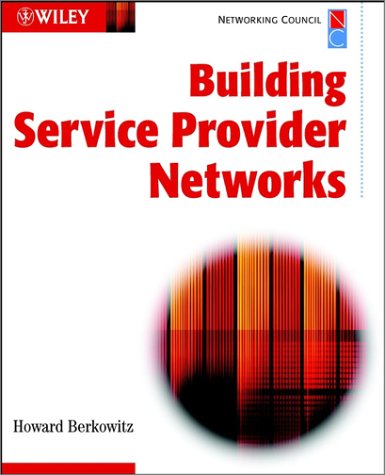 WILEY
NETWORKING COUNCIL
N
C
Building
Service Provider
Networks
Howard Berkowitz